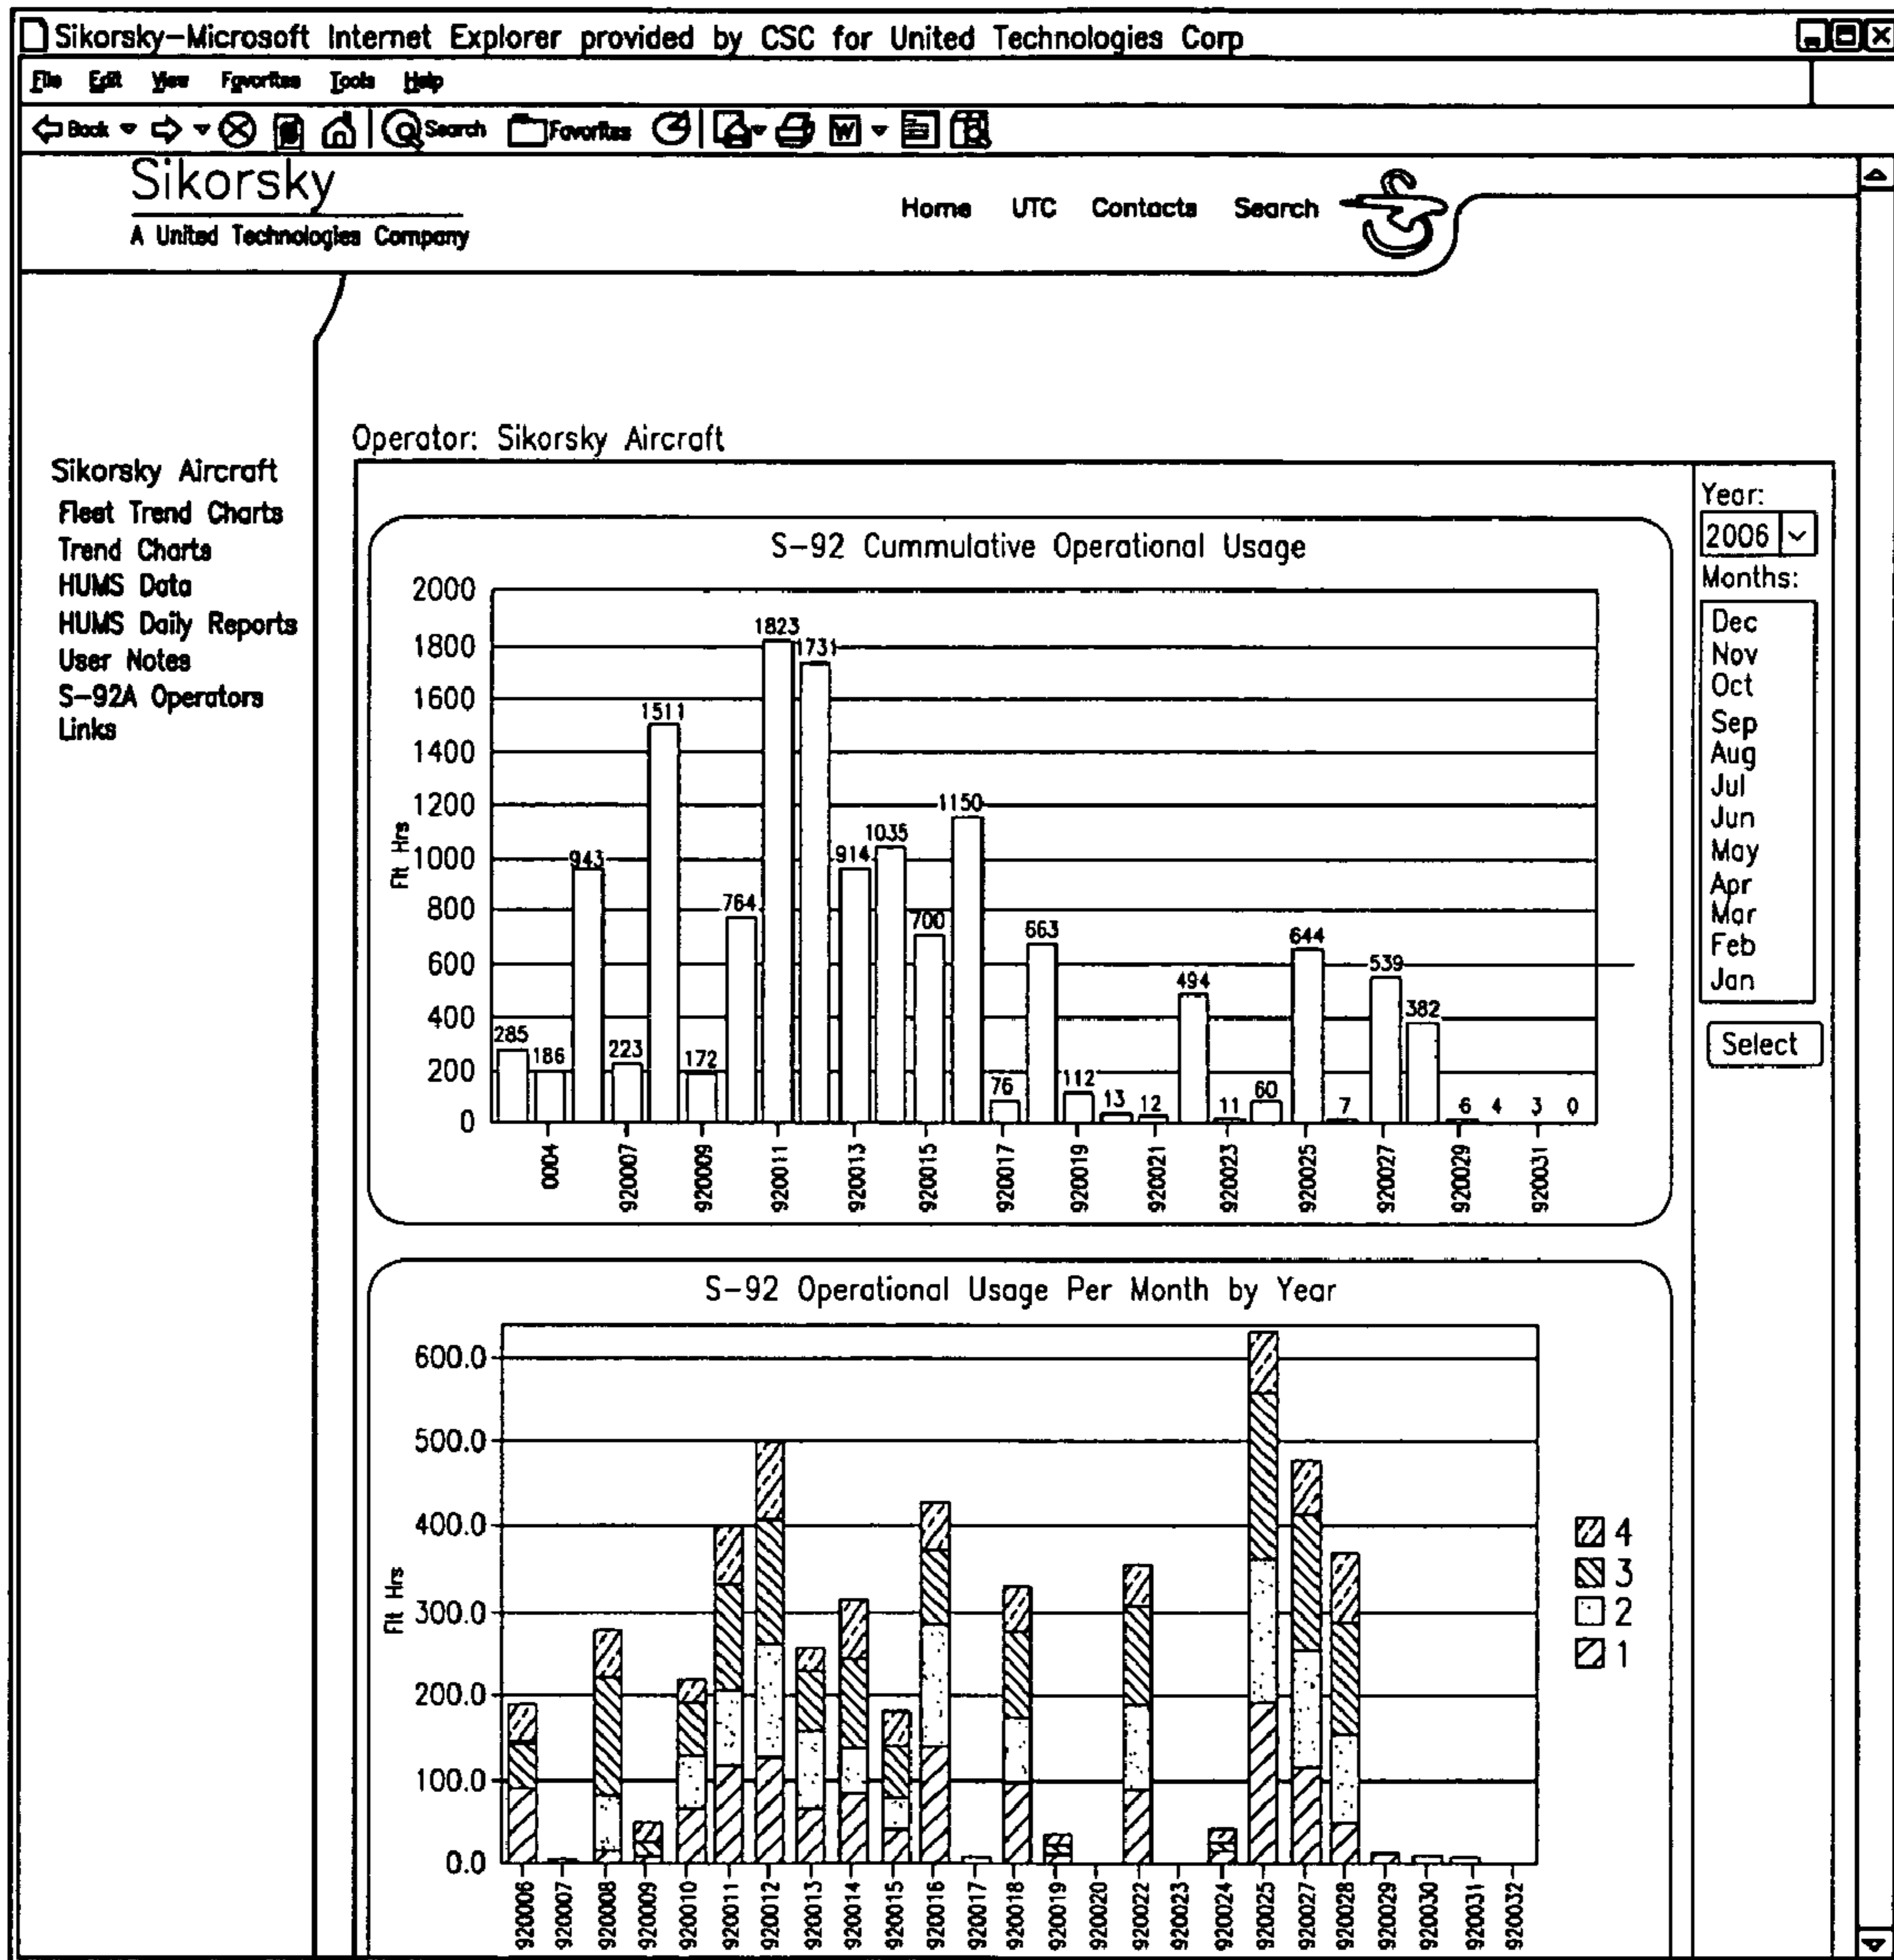 Sikorsky-Microsoft Internet Explorer provided by CSC for United Technologies Corp
File Edit View Favorites Tools Help
Back Search Favorites W
Sikorsky
A United Technologies Company
Home UTC Contacts Search
Sikorsky Aircraft
Fleet Trend Charts
Trend Charts
HUMS Data
HUMS Daily Reports
User Notes
S-92A Operators
Links
Operator: Sikorsky Aircraft
S-92 Cummulative Operational Usage
Flt Hrs
2000
1800
1600
1400
1200
1000
800
600
400
200
0
285 186 943 223 1511 172 764 1823 1731 914 1035 700 1150 76 663 112 13 12 494 11 60 644 7 539 382 6 4 3 0
0004 920007 920009 920011 920013 920015 920017 920019 920021 920023 920025 920027 920029 920031
Year:
2006
Months:
Dec
Nov
Oct
Sep
Aug
Jul
Jun
May
Apr
Mar
Feb
Jan
Select
S-92 Operational Usage Per Month by Year
Flt Hrs
600.0
500.0
400.0
300.0
200.0
100.0
0.0
920006 920007 920008 920009 920010 920011 920012 920013 920014 920015 920016 920017 920018 920019 920020 920022 920023 920024 920025 920027 920028 920029 920030 920031 920032
4
3
2
1